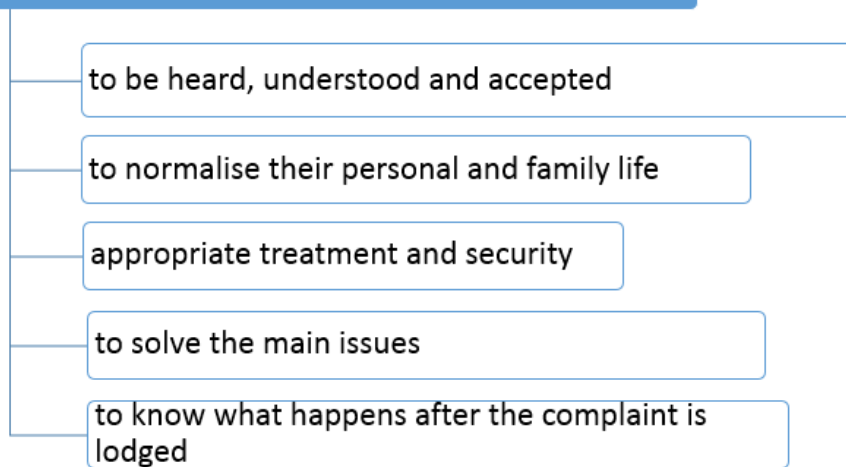 to be heard, understood and accepted
to normalise their personal and family life
appropriate treatment and security
to solve the main issues
to know what happens after the complaint is
lodged